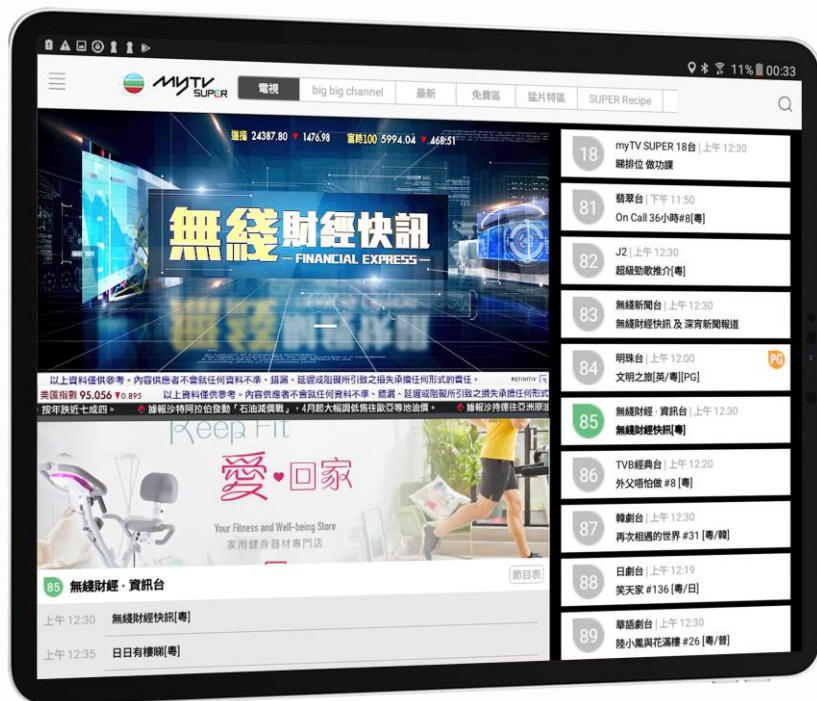 11% 00:33
MYTV SUPER
電視
big big channel
最新
免費區
猛片特區
SUPER Recipe
道指 24387.80 ▼ 1476.98 富時100 5994.04 ▼ 468.51
無綫財經快訊
FINANCIAL EXPRESS
以上資料僅供參考。內容供應者不會就任何資料不準、錯漏、延遲或阻礙所引致之損失承擔任何形式的責任。 REFINITIV
美匯指數 95.056 ▼0.895 以上資料僅供參考。內容供應者不會就任何資料不準、錯漏、延遲或阻礙所引致之損失承擔任何形式
按年跌近七成四。 據報沙特阿拉伯發動「石油減價戰」,4月起大幅調低售往歐亞等地油價。 據報沙特運往亞洲原油
Keep Fit
愛♥回家
Your Fitness and Well-being Store
家用健身器材專門店
85 無綫財經·資訊台
節目表
上午 12:30 無綫財經快訊[粵]
上午 12:35 日日有樓睇[粵]
18 myTV SUPER 18台 | 上午 12:30
睇排位 做功課
81 翡翠台 | 下午 11:50
On Call 36小時#8[粵]
82 J2 | 上午 12:30
超級勁歌推介[粵]
83 無綫新聞台 | 上午 12:30
無綫財經快訊 及 深宵新聞報道
84 明珠台 | 上午 12:00
文明之旅[英/粵][PG]
PG
85 無綫財經·資訊台 | 上午 12:30
無綫財經快訊[粵]
86 TVB經典台 | 上午 12:20
外父唔怕做 #8 [粵]
87 韓劇台 | 上午 12:30
再次相遇的世界 #31 [粵/韓]
88 日劇台 | 上午 12:19
笑天家 #136 [粵/日]
89 華語劇台 | 上午 12:30
陸小鳳與花滿樓 #26 [粵/普]